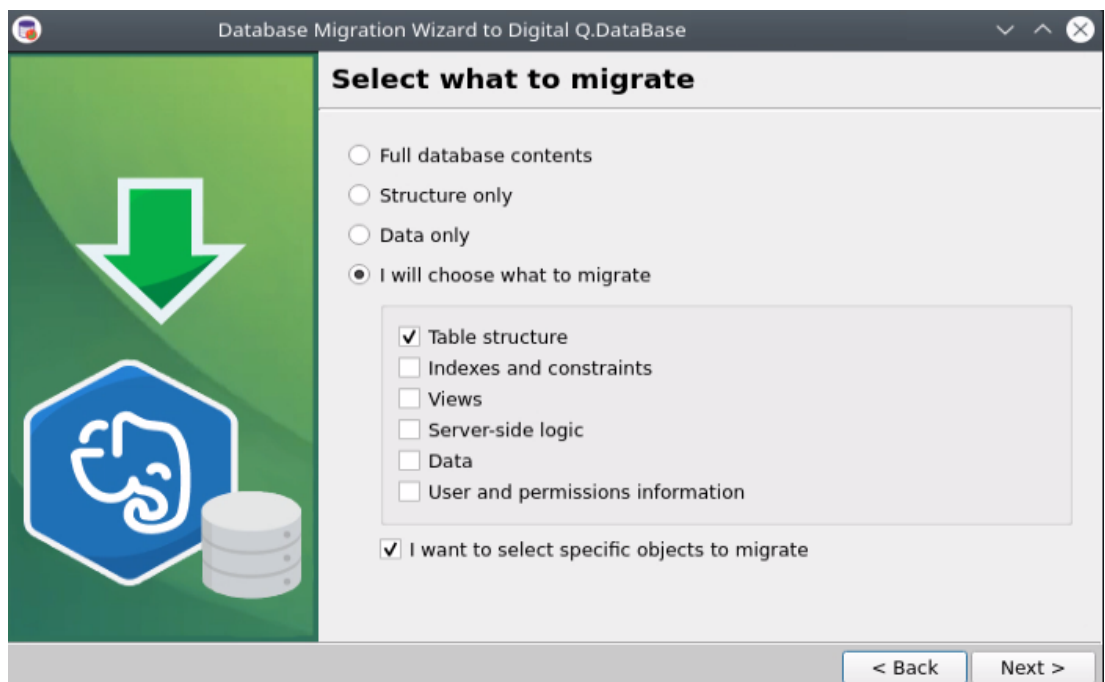 Database Migration Wizard to Digital Q.DataBase
Select what to migrate
Full database contents
Structure only
Data only
I will choose what to migrate
Table structure
Indexes and constraints
Views
Server-side logic
Data
User and permissions information
I want to select specific objects to migrate
< Back
Next >